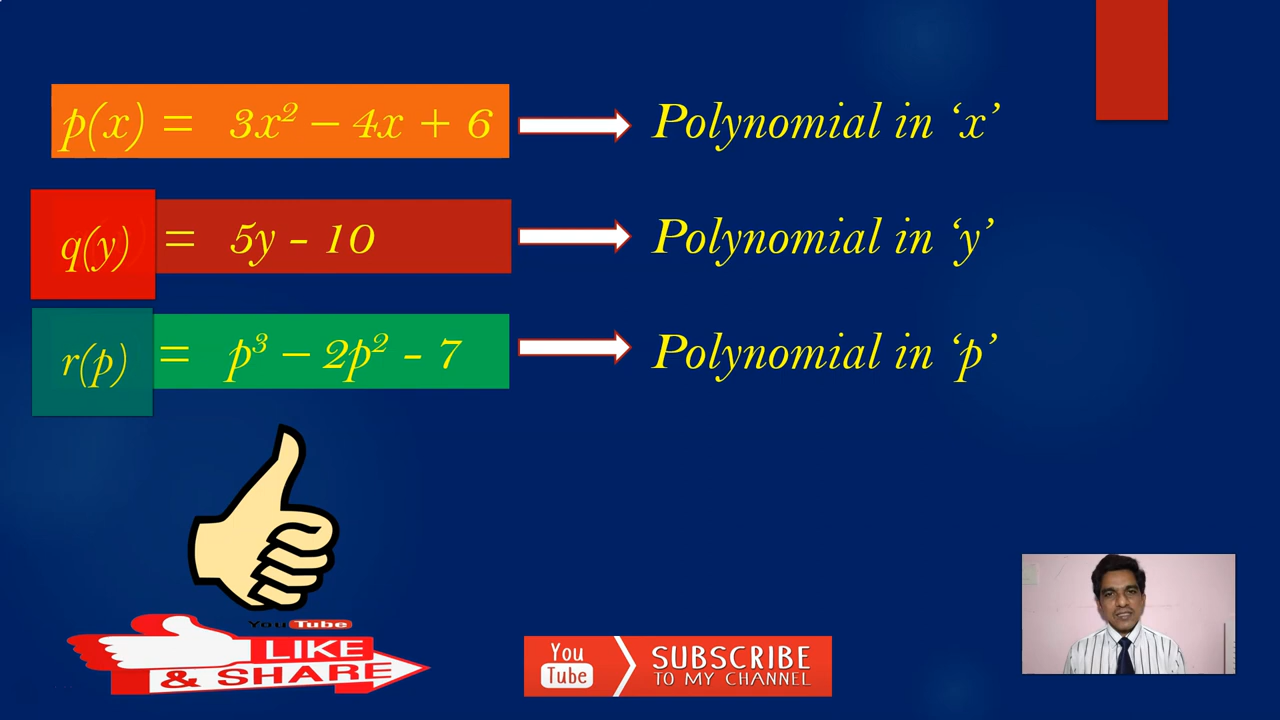 p(x) = 3x² – 4x + 6 Polynomial in ‘x’
q(y) = 5y - 10 Polynomial in ‘y’
r(p) = p³ – 2p² - 7 Polynomial in ‘p’
YouTube
LIKE
& SHARE
You
Tube
SUBSCRIBE
TO MY CHANNEL